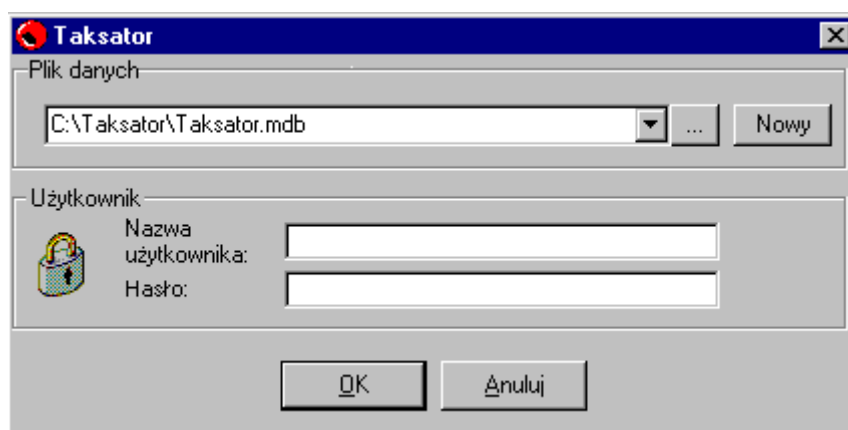 Taksator
Plik danych
C:\Taksator\Taksator.mdb
...
Nowy
Użytkownik
Nazwa
użytkownika:
Hasło:
OK
Anuluj